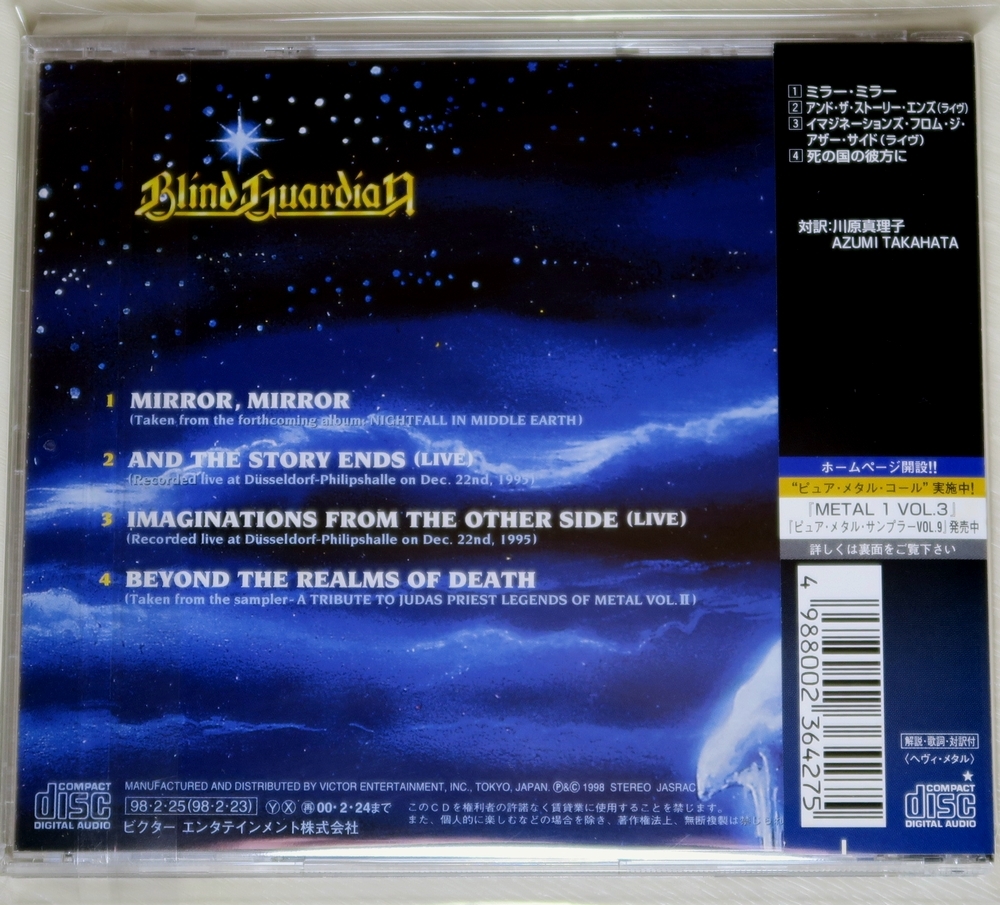 Blind Guardian
1 MIRROR, MIRROR
(Taken from the forthcoming album-NIGHTFALL IN MIDDLE EARTH)
2 AND THE STORY ENDS (LIVE)
(Recorded live at Düsseldorf-Philipshalle on Dec. 22nd, 1995)
3 IMAGINATIONS FROM THE OTHER SIDE (LIVE)
(Recorded live at Düsseldorf-Philipshalle on Dec. 22nd, 1995)
4 BEYOND THE REALMS OF DEATH
(Taken from the sampler-A TRIBUTE TO JUDAS PRIEST LEGENDS OF METAL VOL.Ⅱ)
COMPACT
disc
DIGITAL AUDIO
MANUFACTURED AND DISTRIBUTED BY VICTOR ENTERTAINMENT, INC., TOKYO, JAPAN. Ⓟ&Ⓒ 1998 STEREO JASRAC
98・2・25(98・2・23) Ⓨ Ⓧ ㊥00・2・24まで
ビクター エンタテインメント株式会社
このCDを権利者の許諾なく賃貸業に使用することを禁じます。
また、個人的に楽しむなどの場合を除き、著作権法上、無断複製は禁じられ
1 ミラー・ミラー
2 アンド・ザ・ストーリー・エンズ(ライヴ)
3 イマジネーションズ・フロム・ジ・
アザー・サイド(ライヴ)
4 死の国の彼方に
対訳:川原真理子
AZUMI TAKAHATA
ホームページ開設!!
“ピュア・メタル・コール”実施中!
『METAL 1 VOL.3』
『ピュア・メタル・サンプラーVOL.9』発売中
詳しくは裏面をご覧下さい
4 988002 364275
解説・歌詞・対訳付
〈ヘヴィ・メタル〉
★
COMPACT
disc
DIGITAL AUDIO